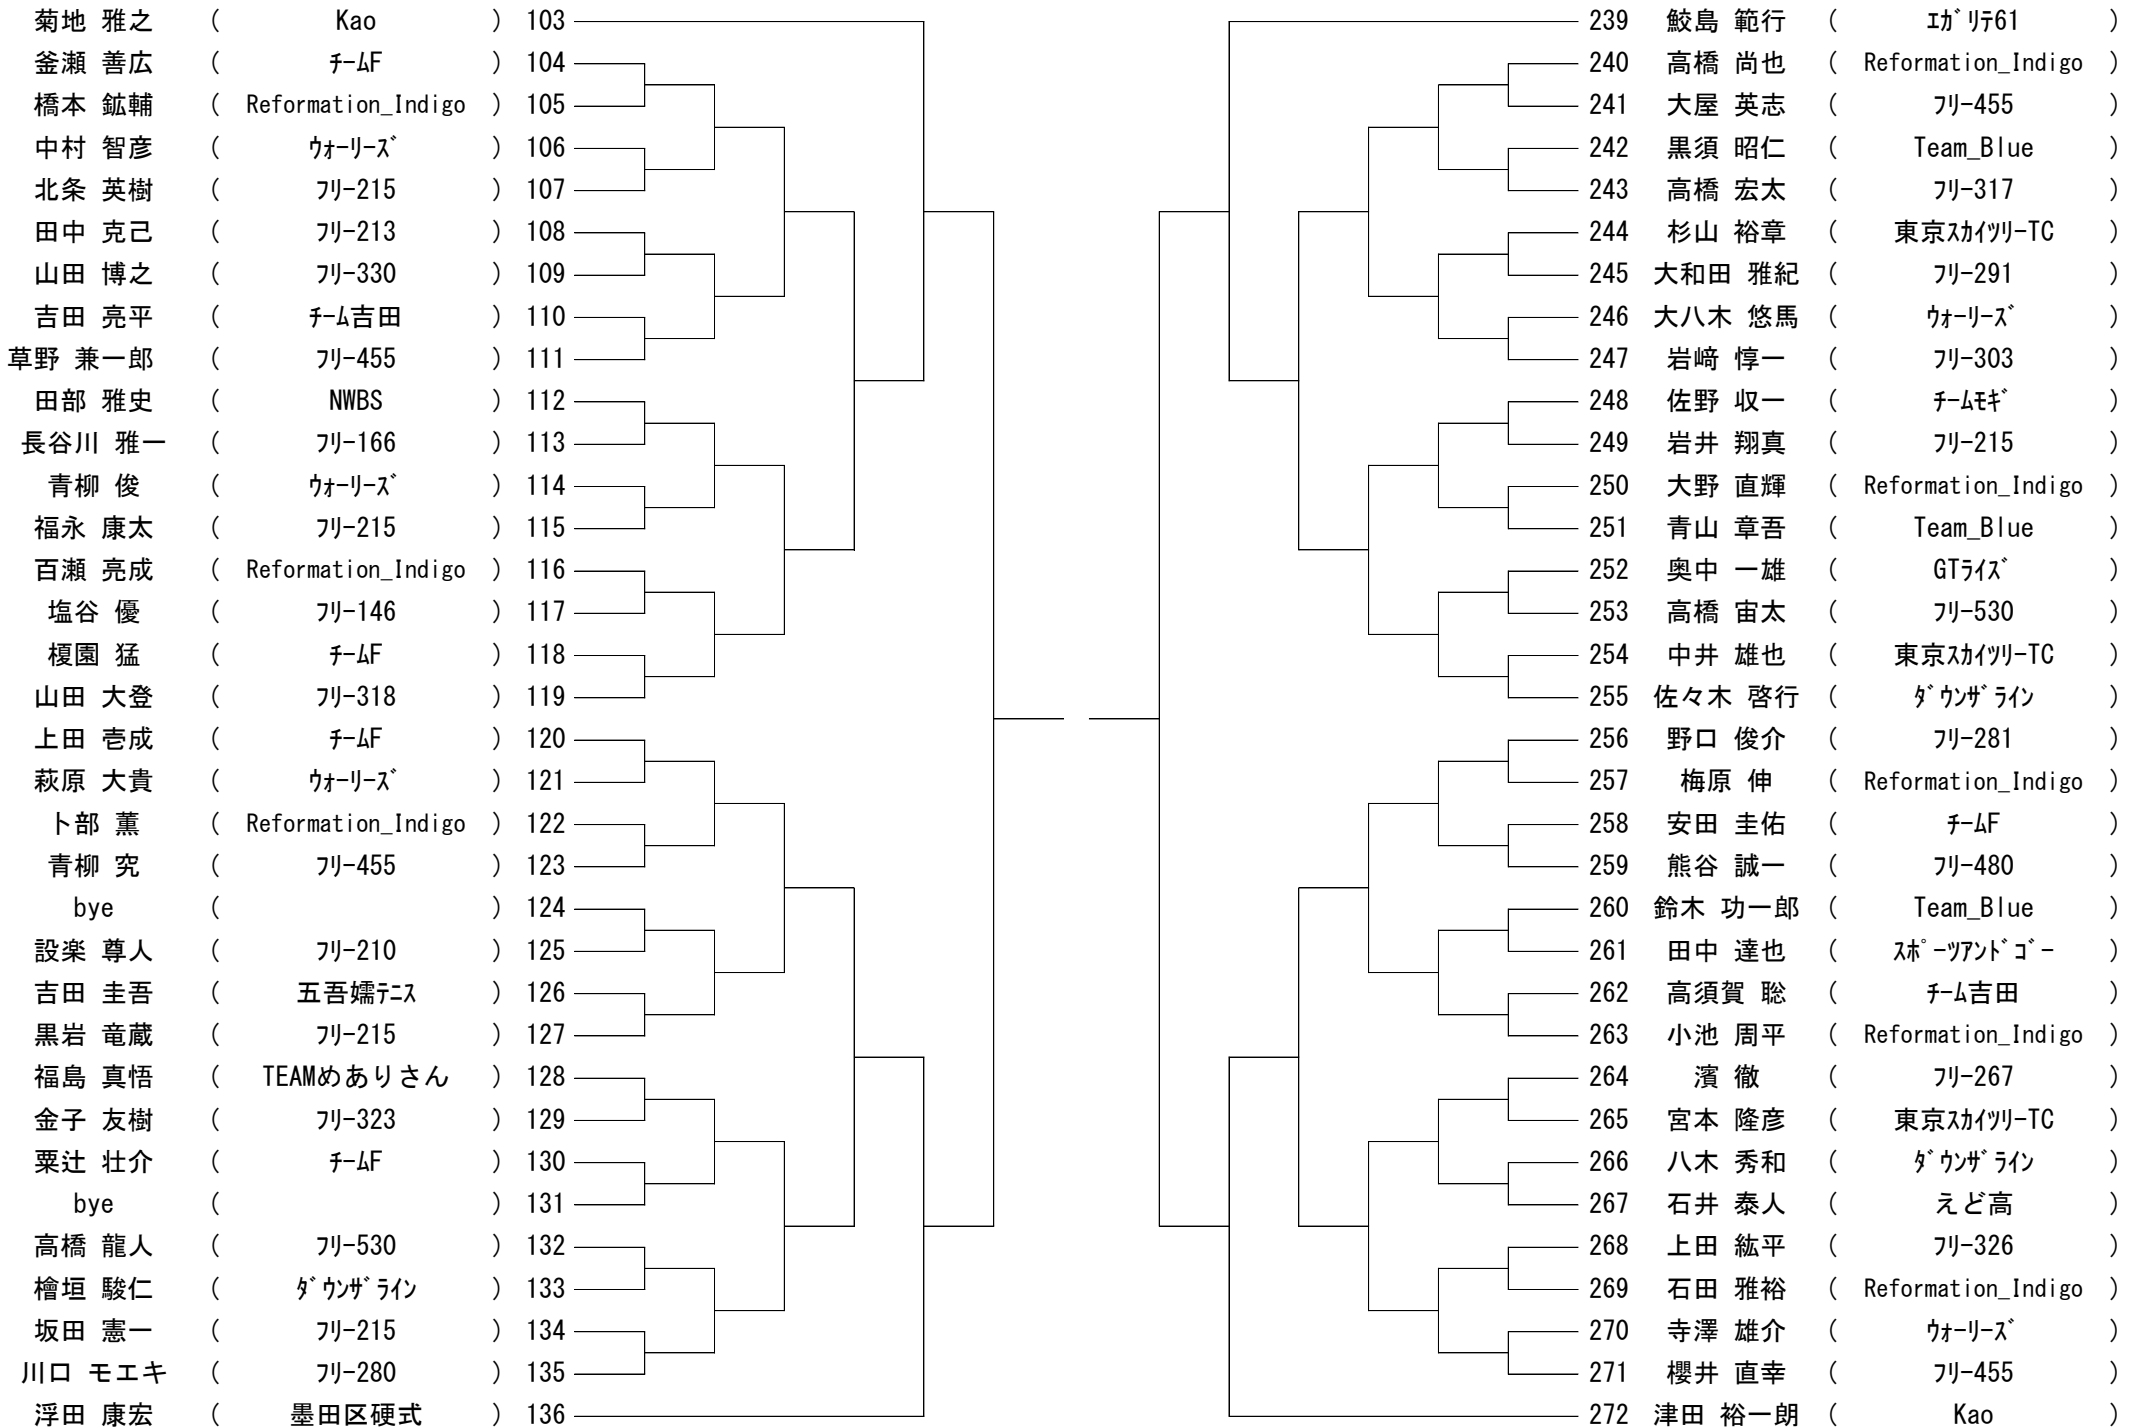 菊地 雅之 ( Kao ) 103
釜瀬 善広 ( ﾁｰﾑF ) 104
橋本 鉱輔 ( Reformation_Indigo ) 105
中村 智彦 ( ｳｫｰﾘｰｽﾞ ) 106
北条 英樹 ( ﾌﾘｰ215 ) 107
田中 克己 ( ﾌﾘｰ213 ) 108
山田 博之 ( ﾌﾘｰ330 ) 109
吉田 亮平 ( ﾁｰﾑ吉田 ) 110
草野 兼一郎 ( ﾌﾘｰ455 ) 111
田部 雅史 ( NWBS ) 112
長谷川 雅一 ( ﾌﾘｰ166 ) 113
青柳 俊 ( ｳｫｰﾘｰｽﾞ ) 114
福永 康太 ( ﾌﾘｰ215 ) 115
百瀬 亮成 ( Reformation_Indigo ) 116
塩谷 優 ( ﾌﾘｰ146 ) 117
榎園 猛 ( ﾁｰﾑF ) 118
山田 大登 ( ﾌﾘｰ318 ) 119
上田 壱成 ( ﾁｰﾑF ) 120
萩原 大貴 ( ｳｫｰﾘｰｽﾞ ) 121
卜部 薫 ( Reformation_Indigo ) 122
青柳 究 ( ﾌﾘｰ455 ) 123
bye ( ) 124
設楽 尊人 ( ﾌﾘｰ210 ) 125
吉田 圭吾 ( 五吾嬬ﾃﾆｽ ) 126
黒岩 竜蔵 ( ﾌﾘｰ215 ) 127
福島 真悟 ( TEAMめありさん ) 128
金子 友樹 ( ﾌﾘｰ323 ) 129
粟辻 壮介 ( ﾁｰﾑF ) 130
bye ( ) 131
高橋 龍人 ( ﾌﾘｰ530 ) 132
檜垣 駿仁 ( ﾀﾞｳﾝｻﾞﾗｲﾝ ) 133
坂田 憲一 ( ﾌﾘｰ215 ) 134
川口 モエキ ( ﾌﾘｰ280 ) 135
浮田 康宏 ( 墨田区硬式 ) 136
239 鮫島 範行 ( ｴｶﾞﾘﾃ61 )
240 高橋 尚也 ( Reformation_Indigo )
241 大屋 英志 ( ﾌﾘｰ455 )
242 黒須 昭仁 ( Team_Blue )
243 高橋 宏太 ( ﾌﾘｰ317 )
244 杉山 裕章 ( 東京ｽｶｲﾂﾘｰTC )
245 大和田 雅紀 ( ﾌﾘｰ291 )
246 大八木 悠馬 ( ｳｫｰﾘｰｽﾞ )
247 岩﨑 惇一 ( ﾌﾘｰ303 )
248 佐野 収一 ( ﾁｰﾑﾓｷﾞ )
249 岩井 翔真 ( ﾌﾘｰ215 )
250 大野 直輝 ( Reformation_Indigo )
251 青山 章吾 ( Team_Blue )
252 奥中 一雄 ( GTﾗｲｽﾞ )
253 高橋 宙太 ( ﾌﾘｰ530 )
254 中井 雄也 ( 東京ｽｶｲﾂﾘｰTC )
255 佐々木 啓行 ( ﾀﾞｳﾝｻﾞﾗｲﾝ )
256 野口 俊介 ( ﾌﾘｰ281 )
257 梅原 伸 ( Reformation_Indigo )
258 安田 圭佑 ( ﾁｰﾑF )
259 熊谷 誠一 ( ﾌﾘｰ480 )
260 鈴木 功一郎 ( Team_Blue )
261 田中 達也 ( ｽﾎﾟｰﾂｱﾝﾄﾞｺﾞｰ )
262 高須賀 聡 ( ﾁｰﾑ吉田 )
263 小池 周平 ( Reformation_Indigo )
264 濱 徹 ( ﾌﾘｰ267 )
265 宮本 隆彦 ( 東京ｽｶｲﾂﾘｰTC )
266 八木 秀和 ( ﾀﾞｳﾝｻﾞﾗｲﾝ )
267 石井 泰人 ( えど高 )
268 上田 紘平 ( ﾌﾘｰ326 )
269 石田 雅裕 ( Reformation_Indigo )
270 寺澤 雄介 ( ｳｫｰﾘｰｽﾞ )
271 櫻井 直幸 ( ﾌﾘｰ455 )
272 津田 裕一朗 ( Kao )